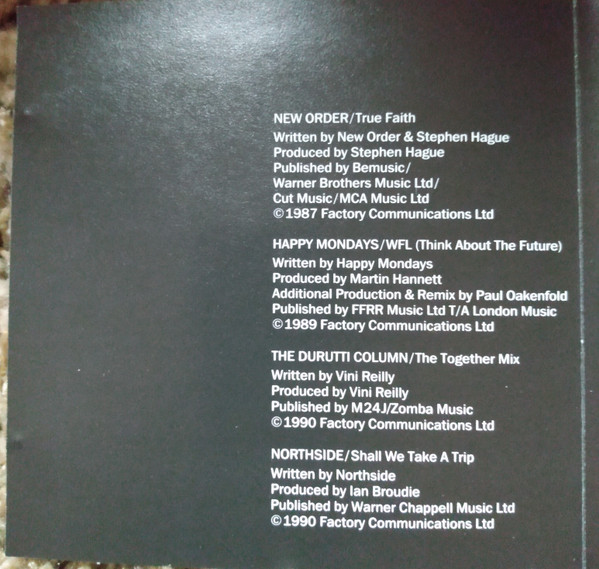 NEW ORDER/True Faith
Written by New Order & Stephen Hague
Produced by Stephen Hague
Published by Bemusic/
Warner Brothers Music Ltd/
Cut Music/MCA Music Ltd
©1987 Factory Communications Ltd
HAPPY MONDAYS/WFL (Think About The Future)
Written by Happy Mondays
Produced by Martin Hannett
Additional Production & Remix by Paul Oakenfold
Published by FFRR Music Ltd T/A London Music
©1989 Factory Communications Ltd
THE DURUTTI COLUMN/The Together Mix
Written by Vini Reilly
Produced by Vini Reilly
Published by M24J/Zomba Music
©1990 Factory Communications Ltd
NORTHSIDE/Shall We Take A Trip
Written by Northside
Produced by Ian Broudie
Published by Warner Chappell Music Ltd
©1990 Factory Communications Ltd